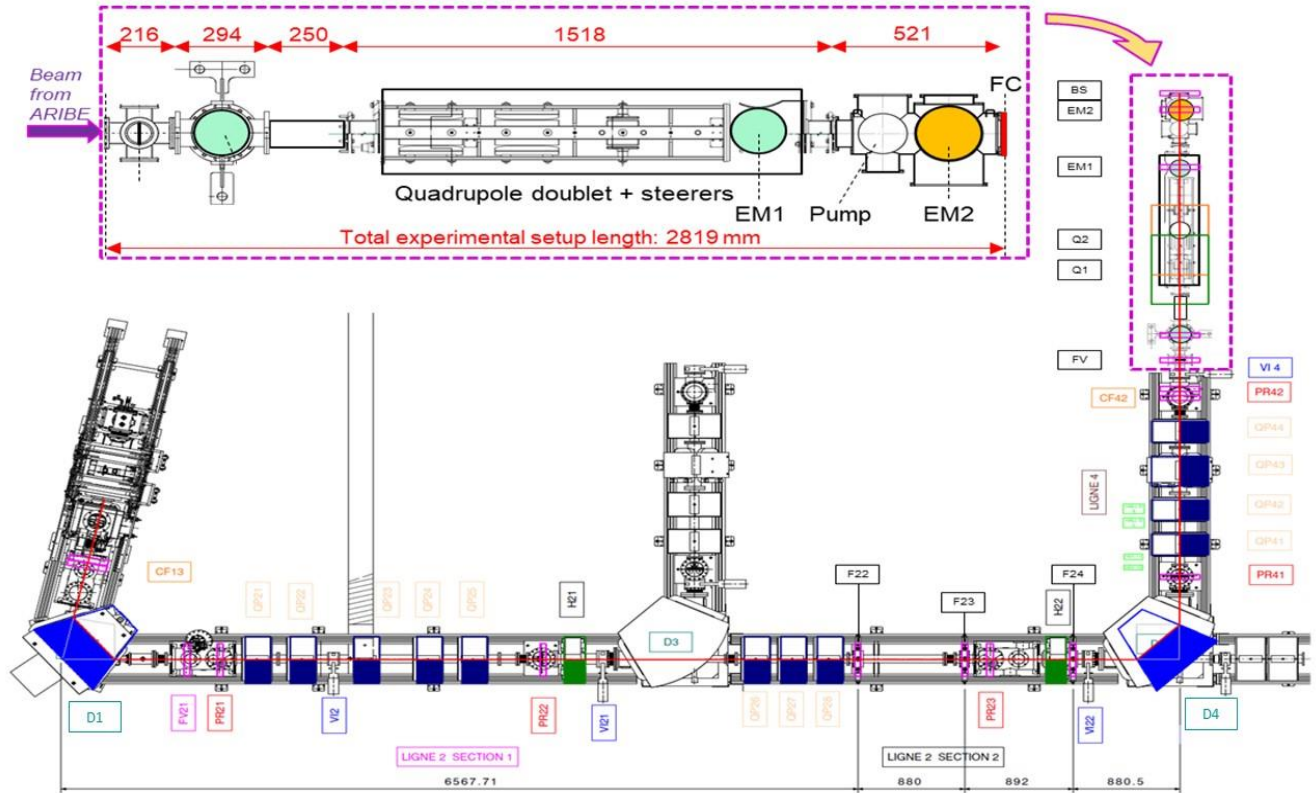 216
294
250
1518
521
Beam
from
ARIBE
FC
Quadrupole doublet + steerers
EM1
Pump
EM2
Total experimental setup length: 2819 mm
BS
EM2
EM1
Q2
Q1
FV
VI 4
CF42
PR42
QP44
QP43
LIGNE 4
QP42
QP41
PR41
CF13
QP21
QP22
QP23
QP24
QP25
H21
D3
F22
F23
H22
F24
QP26
QP27
QP28
D1
FV21
PR21
VI2
PR22
VI21
PR23
VI22
D4
LIGNE 2 SECTION 1
LIGNE 2 SECTION 2
6567.71
880
892
880.5